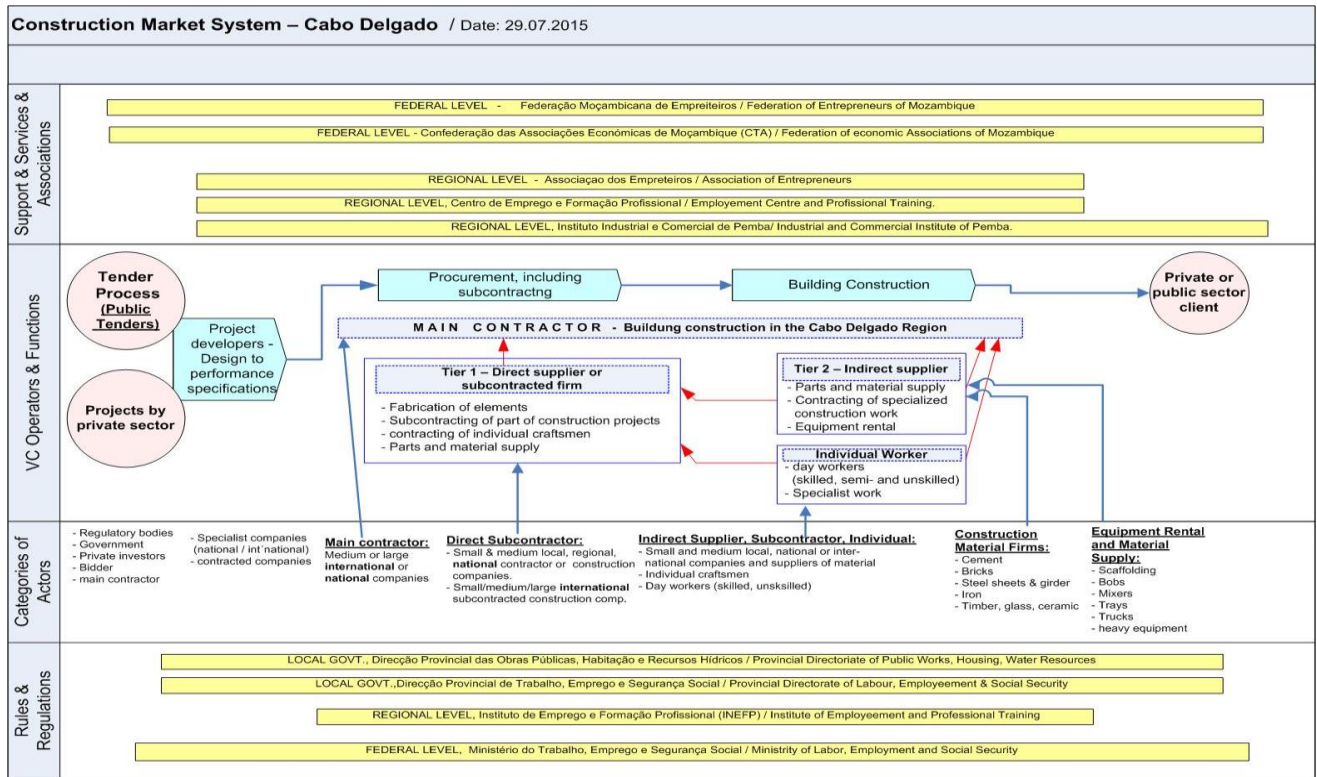 Construction Market System – Cabo Delgado / Date: 29.07.2015
Support & Services &
Associations
FEDERAL LEVEL - Federação Moçambicana de Empreiteiros / Federation of Entrepreneurs of Mozambique
FEDERAL LEVEL - Confederação das Associações Económicas de Moçambique (CTA) / Federation of economic Associations of Mozambique
REGIONAL LEVEL - Associaçao dos Empreteiros / Association of Entrepreneurs
REGIONAL LEVEL, Centro de Emprego e Formação Profissional / Employement Centre and Profissional Training.
REGIONAL LEVEL, Instituto Industrial e Comercial de Pemba/ Industrial and Commercial Institute of Pemba.
VC Operators & Functions
Tender
Process
(Public
Tenders)
Projects by
private sector
Project
developers -
Design to
performance
specifications
Procurement, including
subcontractng
Building Construction
Private or
public sector
client
MAIN CONTRACTOR - Buildung construction in the Cabo Delgado Region
Tier 1 – Direct supplier or
subcontracted firm
- Fabrication of elements
- Subcontracting of part of construction projects
- contracting of individual craftsmen
- Parts and material supply
Tier 2 – Indirect supplier
- Parts and material supply
- Contracting of specialized
construction work
- Equipment rental
Individual Worker
- day workers
(skilled, semi- and unskilled)
- Specialist work
Categories of
Actors
- Regulatory bodies
- Government
- Private investors
- Bidder
- main contractor
- Specialist companies
(national / int´national)
- contracted companies
Main contractor:
Medium or large
international or
national companies
Direct Subcontractor:
- Small & medium local, regional,
national contractor or construction
companies.
- Small/medium/large international
subcontracted construction comp.
Indirect Supplier, Subcontractor, Individual:
- Small and medium local, national or inter-
national companies and suppliers of material
- Individual craftsmen
- Day workers (skilled, unsksilled)
Construction
Material Firms:
- Cement
- Bricks
- Steel sheets & girder
- Iron
- Timber, glass, ceramic
Equipment Rental
and Material
Supply:
- Scaffolding
- Bobs
- Mixers
- Trays
- Trucks
- heavy equipment
Rules &
Regulations
LOCAL GOVT., Direcção Provincial das Obras Públicas, Habitação e Recursos Hídricos / Provincial Directoriate of Public Works, Housing, Water Resources
LOCAL GOVT.,Direcção Provincial de Trabalho, Emprego e Segurança Social / Provincial Directorate of Labour, Employeement & Social Security
REGIONAL LEVEL, Instituto de Emprego e Formação Profissional (INEFP) / Institute of Employeement and Professional Training
FEDERAL LEVEL, Ministério do Trabalho, Emprego e Segurança Social / Ministrity of Labor, Employment and Social Security